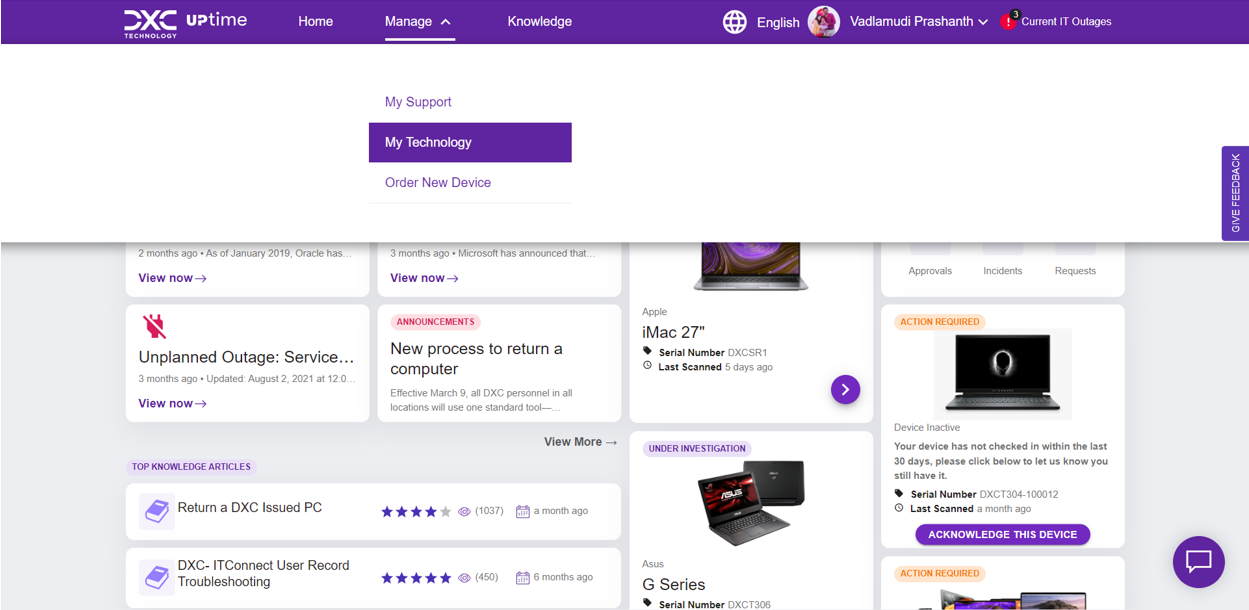 DXC TECHNOLOGY UPtime Home Manage Knowledge English Vadlamudi Prashanth 3 Current IT Outages
My Support
My Technology
Order New Device
GIVE FEEDBACK
2 months ago • As of January 2019, Oracle has...
View now→
3 months ago • Microsoft has announced that...
View now→
Unplanned Outage: Service...
3 months ago • Updated: August 2, 2021 at 12:0...
View now→
ANNOUNCEMENTS
New process to return a
computer
Effective March 9, all DXC personnel in all
locations will use one standard tool—...
View More →
TOP KNOWLEDGE ARTICLES
Return a DXC Issued PC (1037) a month ago
DXC- ITConnect User Record
Troubleshooting (450) 6 months ago
Apple
iMac 27"
Serial Number DXCSR1
Last Scanned 5 days ago
UNDER INVESTIGATION
ASUS
Asus
G Series
Serial Number DXCT306
Approvals Incidents Requests
ACTION REQUIRED
Device Inactive
Your device has not checked in within the last
30 days, please click below to let us know you
still have it.
Serial Number DXCT304-100012
Last Scanned a month ago
ACKNOWLEDGE THIS DEVICE
ACTION REQUIRED